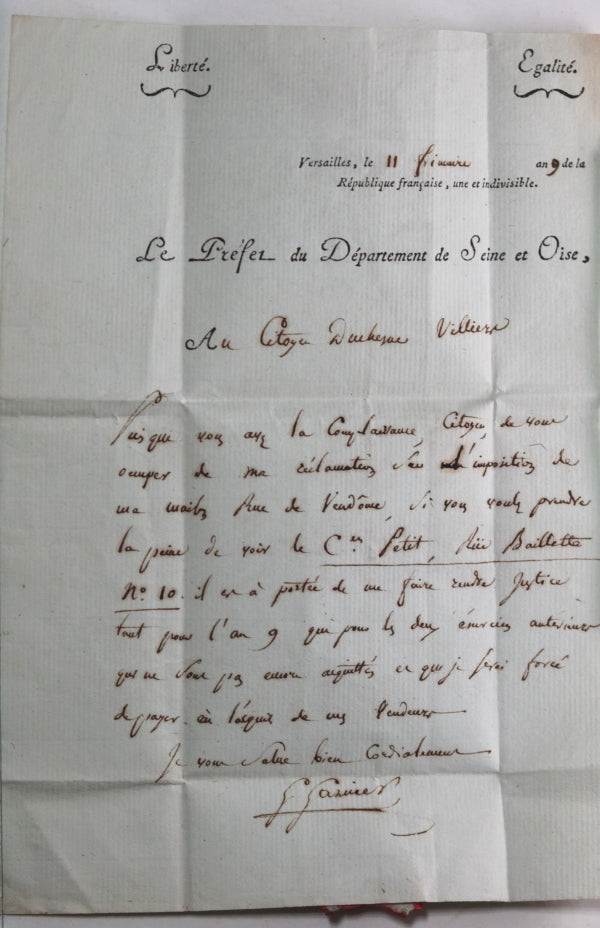 Liberté. Egalité.
Versailles, le 11 frimaire an 9 de la
République française, une et indivisible.
Le Préfet du Département de Seine et Oise,
Au Citoyen Duchesne Villiers
Puisque vous avez la Complaisance, Citoyen, de vous
occuper de ma réclamation sur l'imposition de
ma maison Rue de Vendôme, Si vous voulez prendre
la peine de voir le C.en Petit, Rüe Baillette
No. 10. il est à portée de me faire rendre Justice
tant pour l'an 9 que pour les deux exercices antérieurs
qui ne sont pas encore acquittés et que je serai forcé
de payer en l'acquit de mes Vendeurs
Je vous salue bien Cordialement
G. Garnier